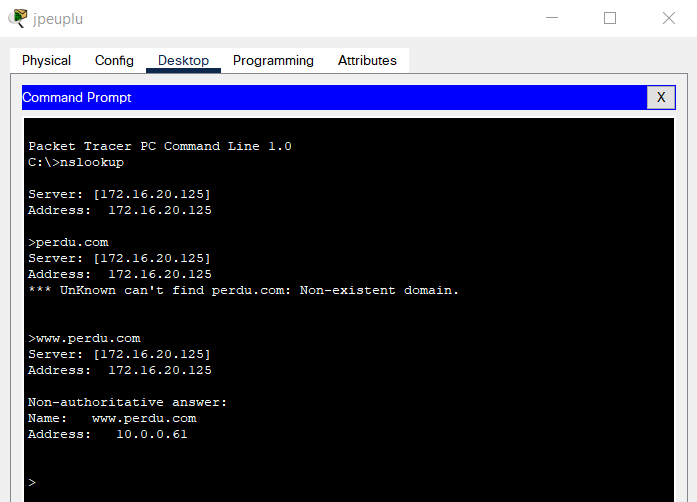 jpeuplu
Physical Config Desktop Programming Attributes
Command Prompt X
Packet Tracer PC Command Line 1.0
C:\>nslookup
Server: [172.16.20.125]
Address:  172.16.20.125
>perdu.com
Server: [172.16.20.125]
Address:  172.16.20.125
*** UnKnown can't find perdu.com: Non-existent domain.
>www.perdu.com
Server: [172.16.20.125]
Address:  172.16.20.125
Non-authoritative answer:
Name:   www.perdu.com
Address:   10.0.0.61
>